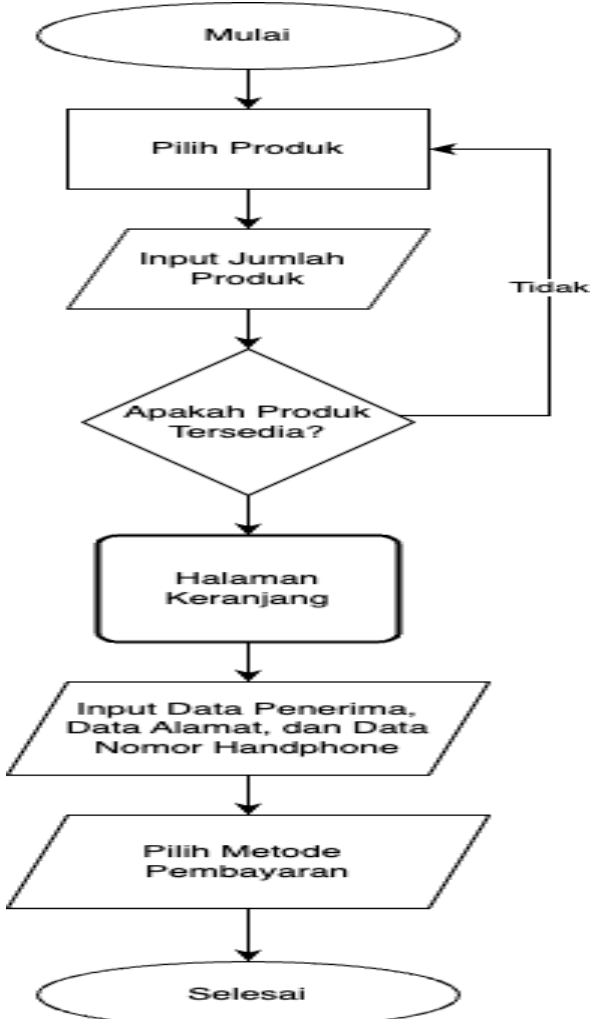 Mulai
Pilih Produk
Input Jumlah
Produk
Tidak
Apakah Produk
Tersedia?
Halaman
Keranjang
Input Data Penerima,
Data Alamat, dan Data
Nomor Handphone
Pilih Metode
Pembayaran
Selesai